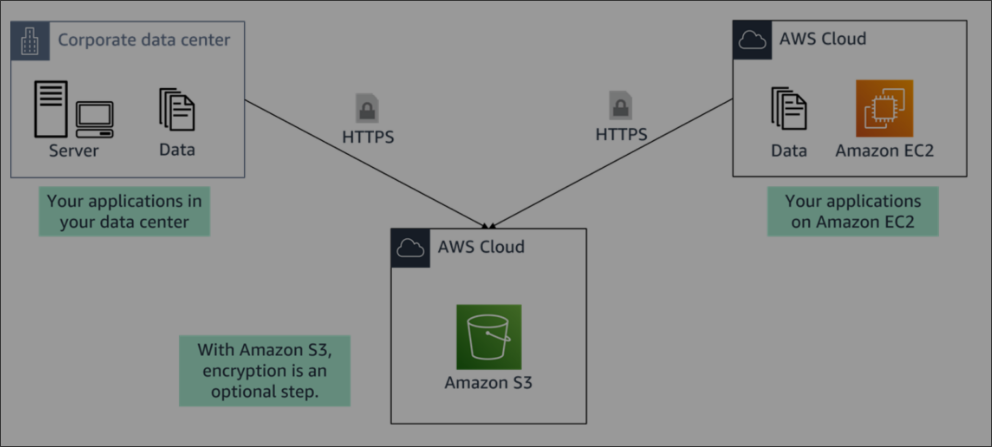 Corporate data center
Server
Data
Your applications in
your data center
HTTPS
HTTPS
AWS Cloud
Data
Amazon EC2
Your applications
on Amazon EC2
AWS Cloud
Amazon S3
With Amazon S3,
encryption is an
optional step.